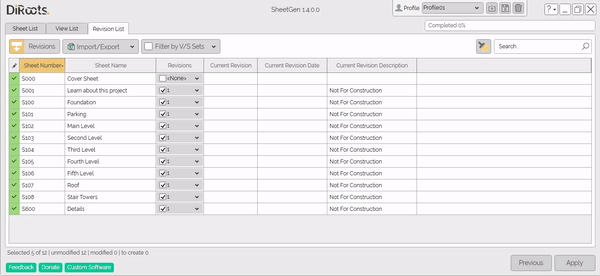 DiRoots.
SheetGen 1.4.0.0
Profile Profile01
?
Sheet List View List Revision List
Completed 0%
Revisions Import/Export Filter by V/S Sets
Search..
Sheet Number Sheet Name Revisions Current Revision Current Revision Date Current Revision Description
S000 Cover Sheet <None>
S001 Learn about this project 1 Not For Construction
S100 Foundation 1 Not For Construction
S101 Parking 1 Not For Construction
S102 Main Level 1 Not For Construction
S103 Second Level 1 Not For Construction
S104 Third Level 1 Not For Construction
S105 Fourth Level 1 Not For Construction
S106 Fifth Level 1 Not For Construction
S107 Roof 1 Not For Construction
S108 Stair Towers 1 Not For Construction
S600 Details 1 Not For Construction
Selected 5 of 12 | unmodified 12 | modified 0 | to create 0
Previous Apply
Feedback Donate Custom Software